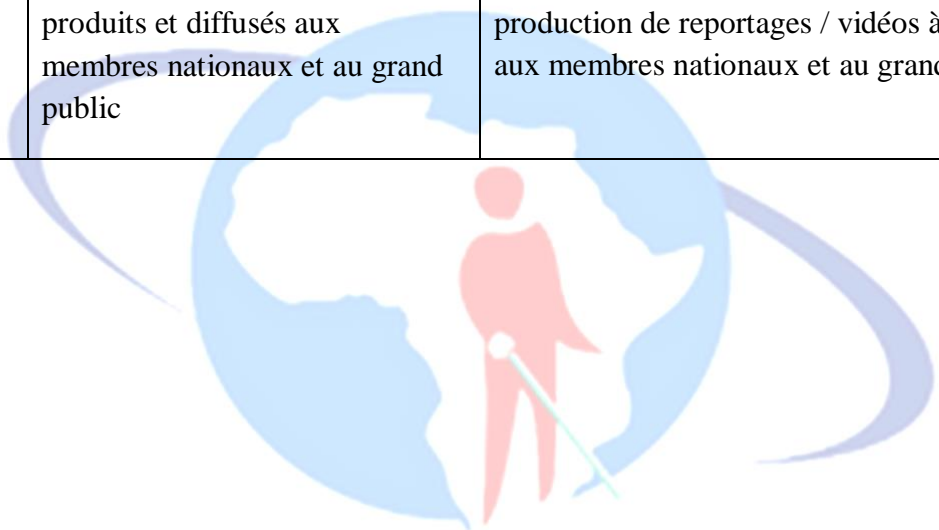 produits et diffusés aux
membres nationaux et au grand
public
production de reportages / vidéos à
aux membres nationaux et au grand